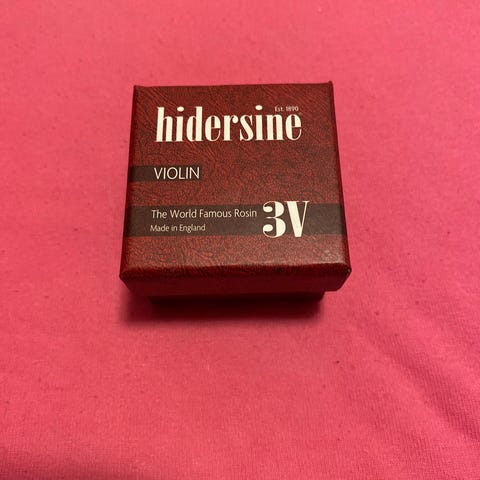 Est. 1890
hidersine
VIOLIN
The World Famous Rosin
Made in England
3V